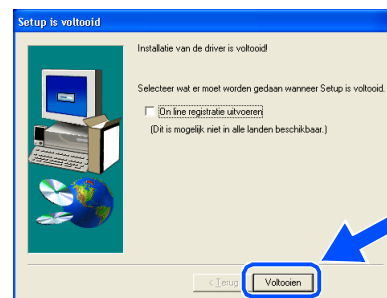 Setup is voltooid
Installatie van de driver is voltooid!
Selecteer wat er moet worden gedaan wanneer Setup is voltooid.
On line registratie uitvoeren
(Dit is mogelijk niet in alle landen beschikbaar.)
< Terug
Voltooien